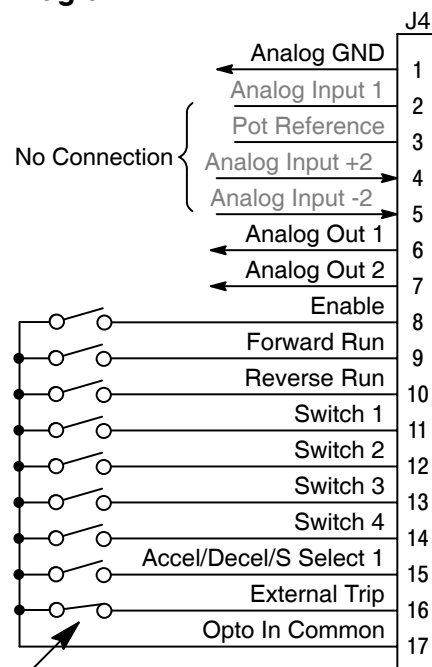 J4
Analog GND 1
Analog Input 1 2
Pot Reference 3
No Connection
Analog Input +2 4
Analog Input -2 5
Analog Out 1 6
Analog Out 2 7
Enable 8
Forward Run 9
Reverse Run 10
Switch 1 11
Switch 2 12
Switch 3 13
Switch 4 14
Accel/Decel/S Select 1 15
External Trip 16
Opto In Common 17